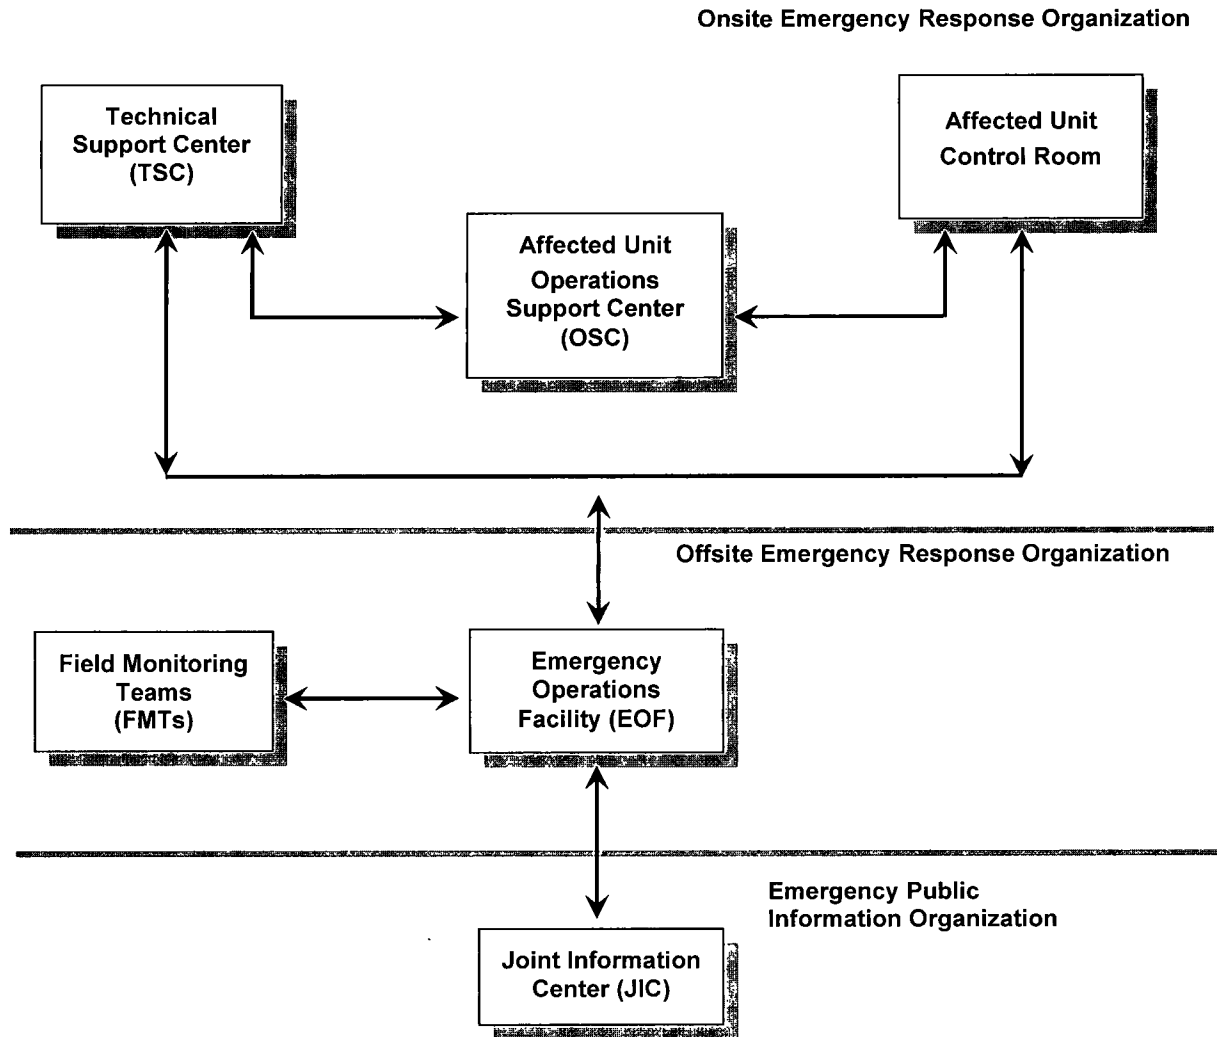 Onsite Emergency Response Organization
Technical
Support Center
(TSC)
Affected Unit
Control Room
Affected Unit
Operations
Support Center
(OSC)
Offsite Emergency Response Organization
Field Monitoring
Teams
(FMTs)
Emergency
Operations
Facility (EOF)
Emergency Public
Information Organization
Joint Information
Center (JIC)